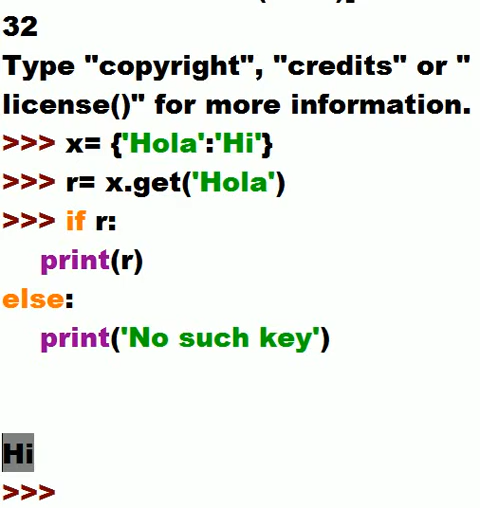 32
Type "copyright", "credits" or "
license()" for more information.
>>> x= {'Hola':'Hi'}
>>> r= x.get('Hola')
>>> if r:
    print(r)
else:
    print('No such key')
Hi
>>>